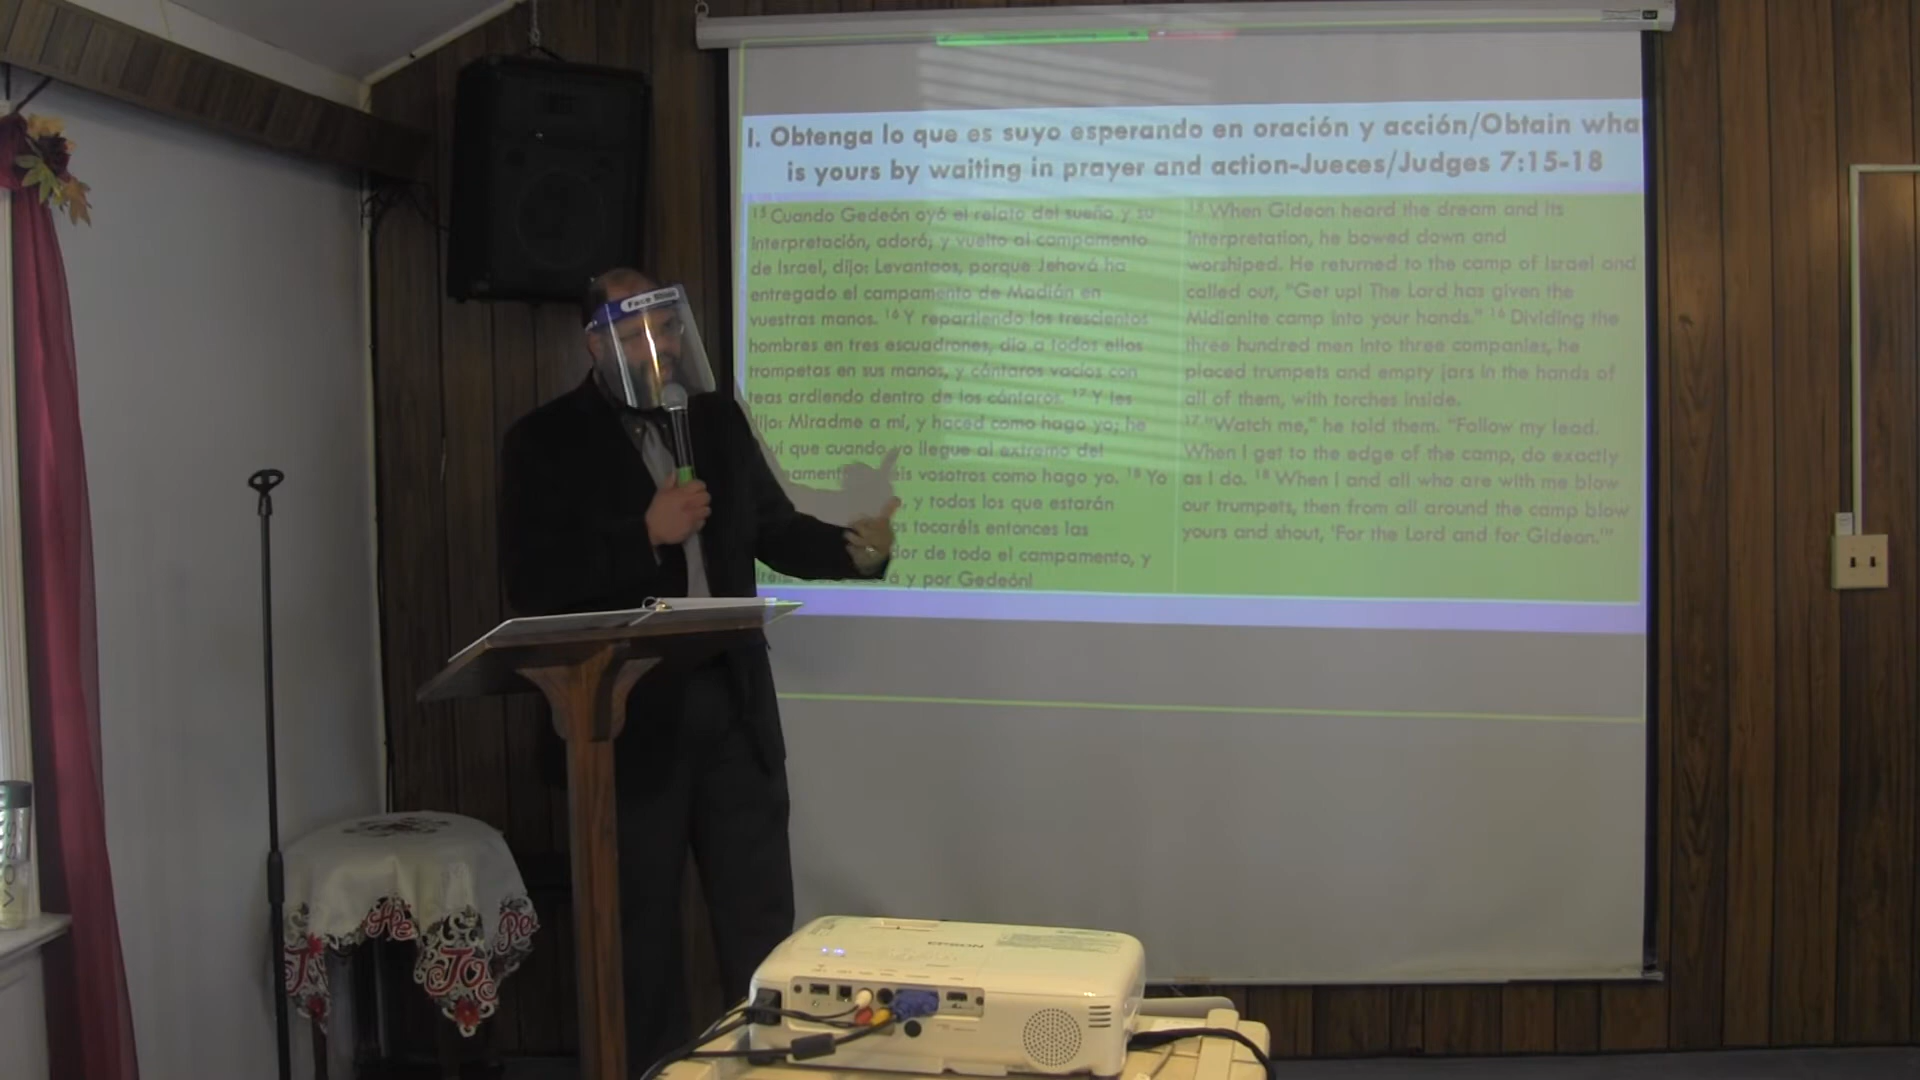 Face Shield
I. Obtenga lo que es suyo esperando en oración y acción/Obtain wha
is yours by waiting in prayer and action-Jueces/Judges 7:15-18
15 Cuando Gedeón oyó el relato del sueño y su
interpretación, adoró; y vuelto al campamento
de Israel, dijo: Levantaos, porque Jehová ha
entregado el campamento de Madián en
vuestras manos. 16 Y repartiendo los trescientos
hombres en tres escuadrones, dio a todos ellos
trompetas en sus manos, y cántaros vacíos con
teas ardiendo dentro de los cántaros. 17 Y les
dijo: Miradme a mí, y haced como hago yo; he
uí que cuando yo llegue al extremo del
ament éis vosotros como hago yo. 18 Yo
, y todos los que estarán
os tocaréis entonces las
dor de todo el campamento, y
á y por Gedeón!
15 When Gideon heard the dream and its
interpretation, he bowed down and
worshiped. He returned to the camp of Israel and
called out, "Get up! The Lord has given the
Midianite camp into your hands." 16 Dividing the
three hundred men into three companies, he
placed trumpets and empty jars in the hands of
all of them, with torches inside.
17 "Watch me," he told them. "Follow my lead.
When I get to the edge of the camp, do exactly
as I do. 18 When I and all who are with me blow
our trumpets, then from all around the camp blow
yours and shout, 'For the Lord and for Gideon.'"
EPSON
VOSS
He
Jo